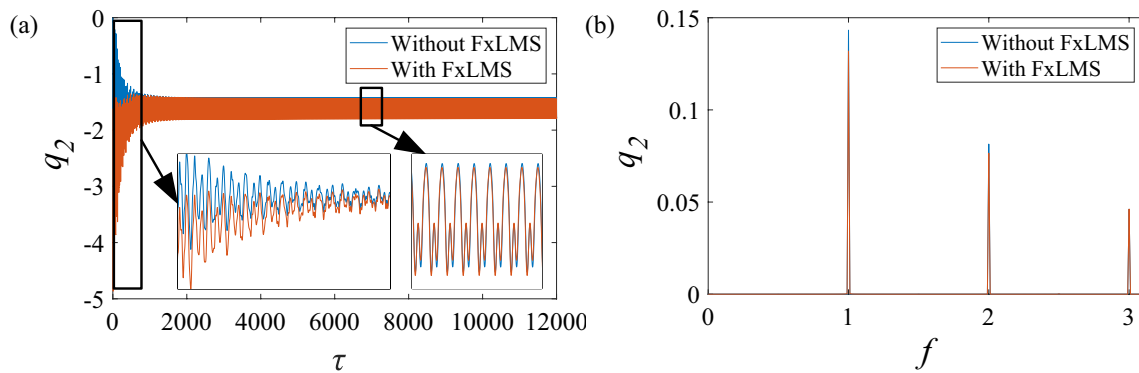 (a)
0
-1
-2
-3
-4
-5
q2
Without FxLMS
With FxLMS
0
2000
4000
6000
8000
10000
12000
τ
(b)
0.15
0.1
0.05
0
q2
Without FxLMS
With FxLMS
0
1
2
3
f